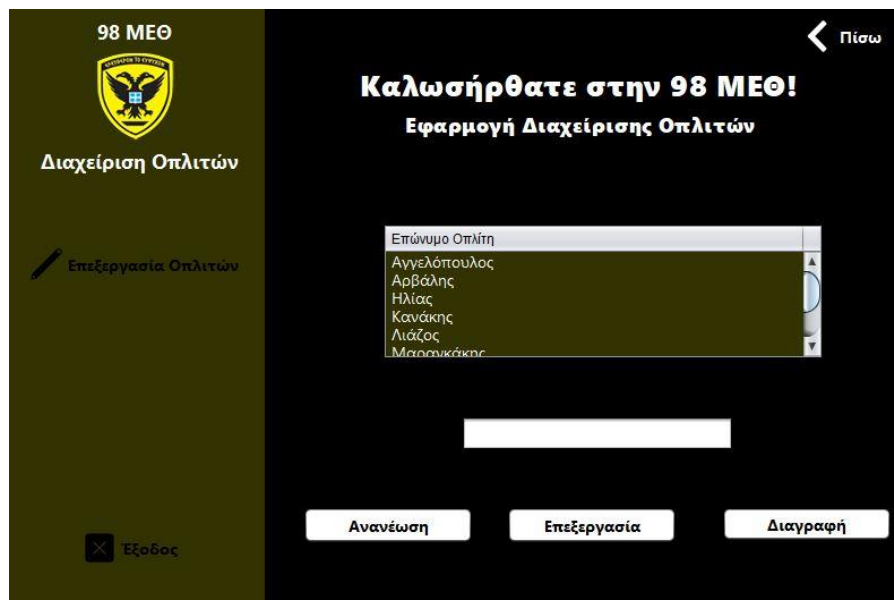 98 ΜΕΘ
Διαχείριση Οπλιτών
Επεξεργασία Οπλιτών
Έξοδος
Πίσω
Καλωσήρθατε στην 98 ΜΕΘ!
Εφαρμογή Διαχείρισης Οπλιτών
Επώνυμο Οπλίτη
Αγγελόπουλος
Αρβάλης
Ηλίας
Κανάκης
Λιάζος
Μαραγκάκης
Ανανέωση
Επεξεργασία
Διαγραφή